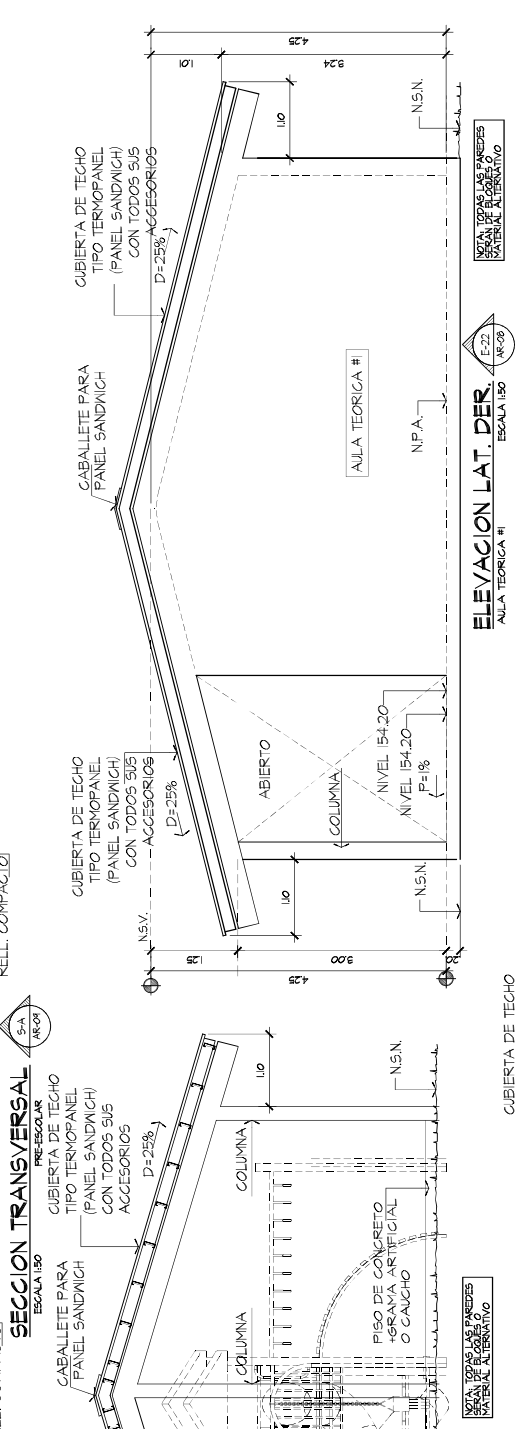 RELL. COMPACTO
CUBIERTA DE TECHO
TIPO TERMOPANEL
(PANEL SANDWICH)
CON TODOS SUS
ACCESORIOS
D=25%
CABALLETE PARA
PANEL SANDWICH
CUBIERTA DE TECHO
TIPO TERMOPANEL
(PANEL SANDWICH)
CON TODOS SUS
ACCESORIOS
D=25%
N.S.V.
1.25
3.00
4.25
1.10
ABIERTO
COLUMNA
NIVEL 154.20
NIVEL 154.20
P=1%
N.S.N.
AULA TEORICA #1
N.P.A.
1.01
3.24
4.25
1.10
N.S.N.
ELEVACION LAT. DER.
AULA TEORICA #1
ESCALA 1:50
E-22
AR-08
NOTA: TODAS LAS PAREDES
SERAN DE BLOQUES O
MATERIAL ALTERNATIVO
SECCION TRANSVERSAL
ESCALA 1:50
PRE-ESCOLAR
S-A
AR-09
CABALLETE PARA
PANEL SANDWICH
CUBIERTA DE TECHO
TIPO TERMOPANEL
(PANEL SANDWICH)
CON TODOS SUS
ACCESORIOS
D=25%
1.10
COLUMNA
COLUMNA
PISO DE CONCRETO
+GRAMA ARTIFICIAL
O CAUCHO
N.S.N.
NOTA: TODAS LAS PAREDES
SERAN DE BLOQUES O
MATERIAL ALTERNATIVO
CUBIERTA DE TECHO